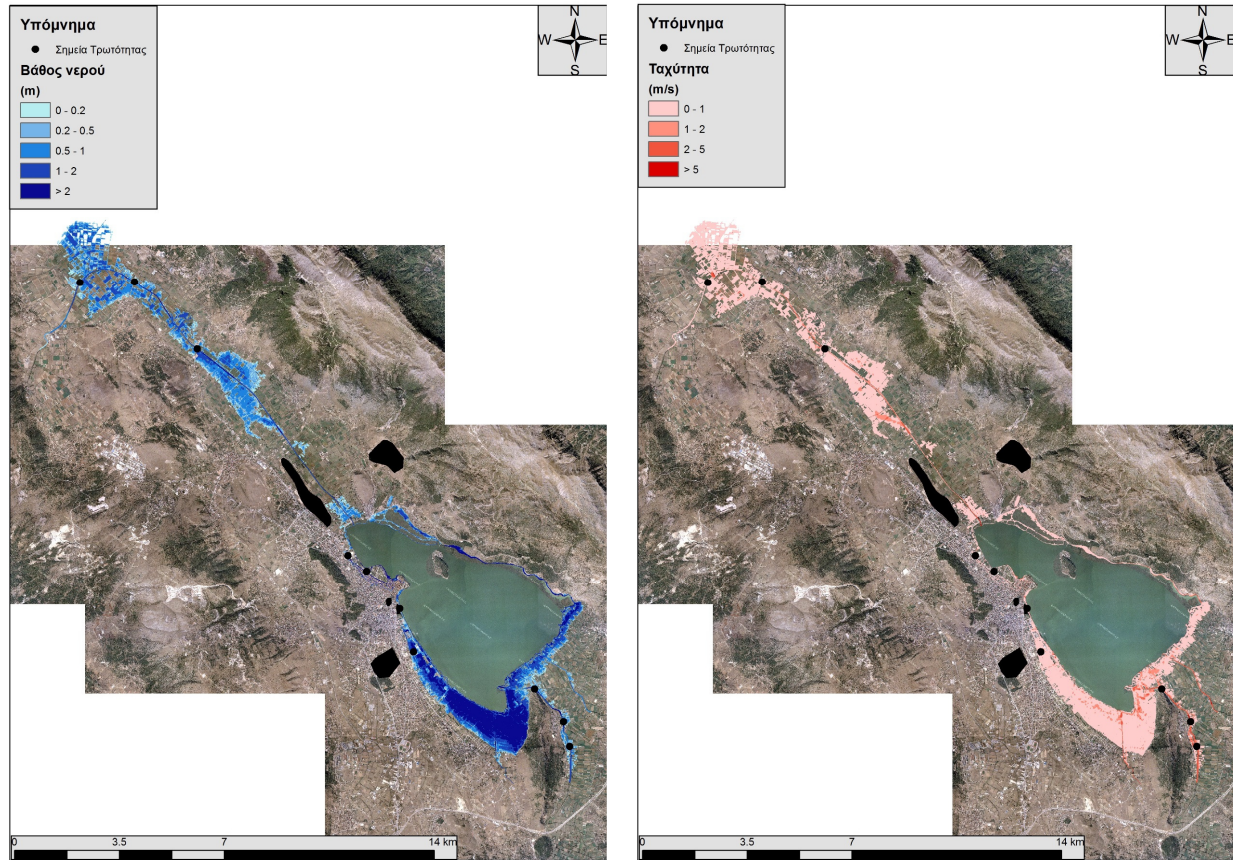 Υπόμνημα
Σημεία Τρωτότητας
Βάθος νερού
(m)
0 - 0.2
0.2 - 0.5
0.5 - 1
1 - 2
> 2
N
W E
S
0 3.5 7 14 km
Υπόμνημα
Σημεία Τρωτότητας
Ταχύτητα
(m/s)
0 - 1
1 - 2
2 - 5
> 5
N
W E
S
0 3.5 7 14 km